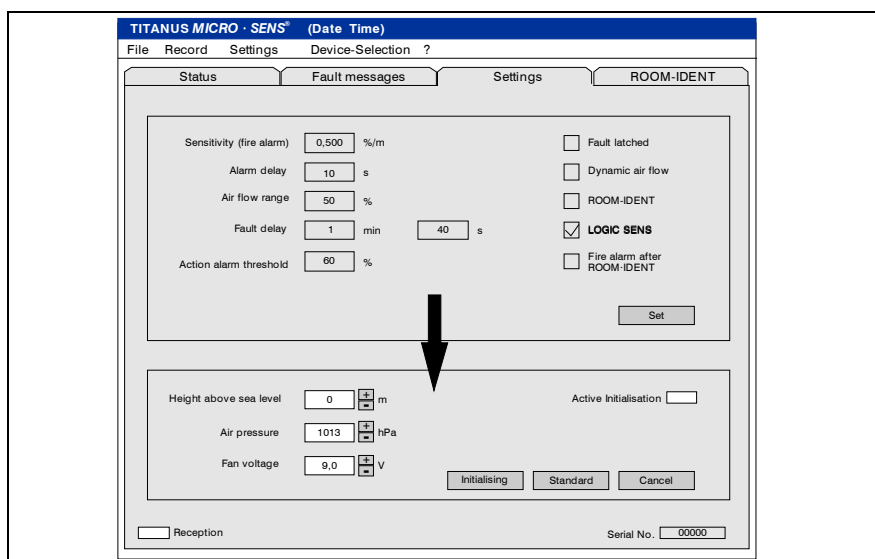 TITANUS MICRO · SENS® (Date Time)
File Record Settings Device-Selection ?
Status Fault messages Settings ROOM-IDENT
Sensitivity (fire alarm) 0,500 %/m Fault latched
Alarm delay 10 s Dynamic air flow
Air flow range 50 % ROOM-IDENT
Fault delay 1 min 40 s LOGIC SENS
Action alarm threshold 60 % Fire alarm after
ROOM-IDENT
Set
Height above sea level 0 + - m Active Initialisation
Air pressure 1013 + - hPa
Fan voltage 9,0 + - V
Initialising Standard Cancel
Reception Serial No. 00000